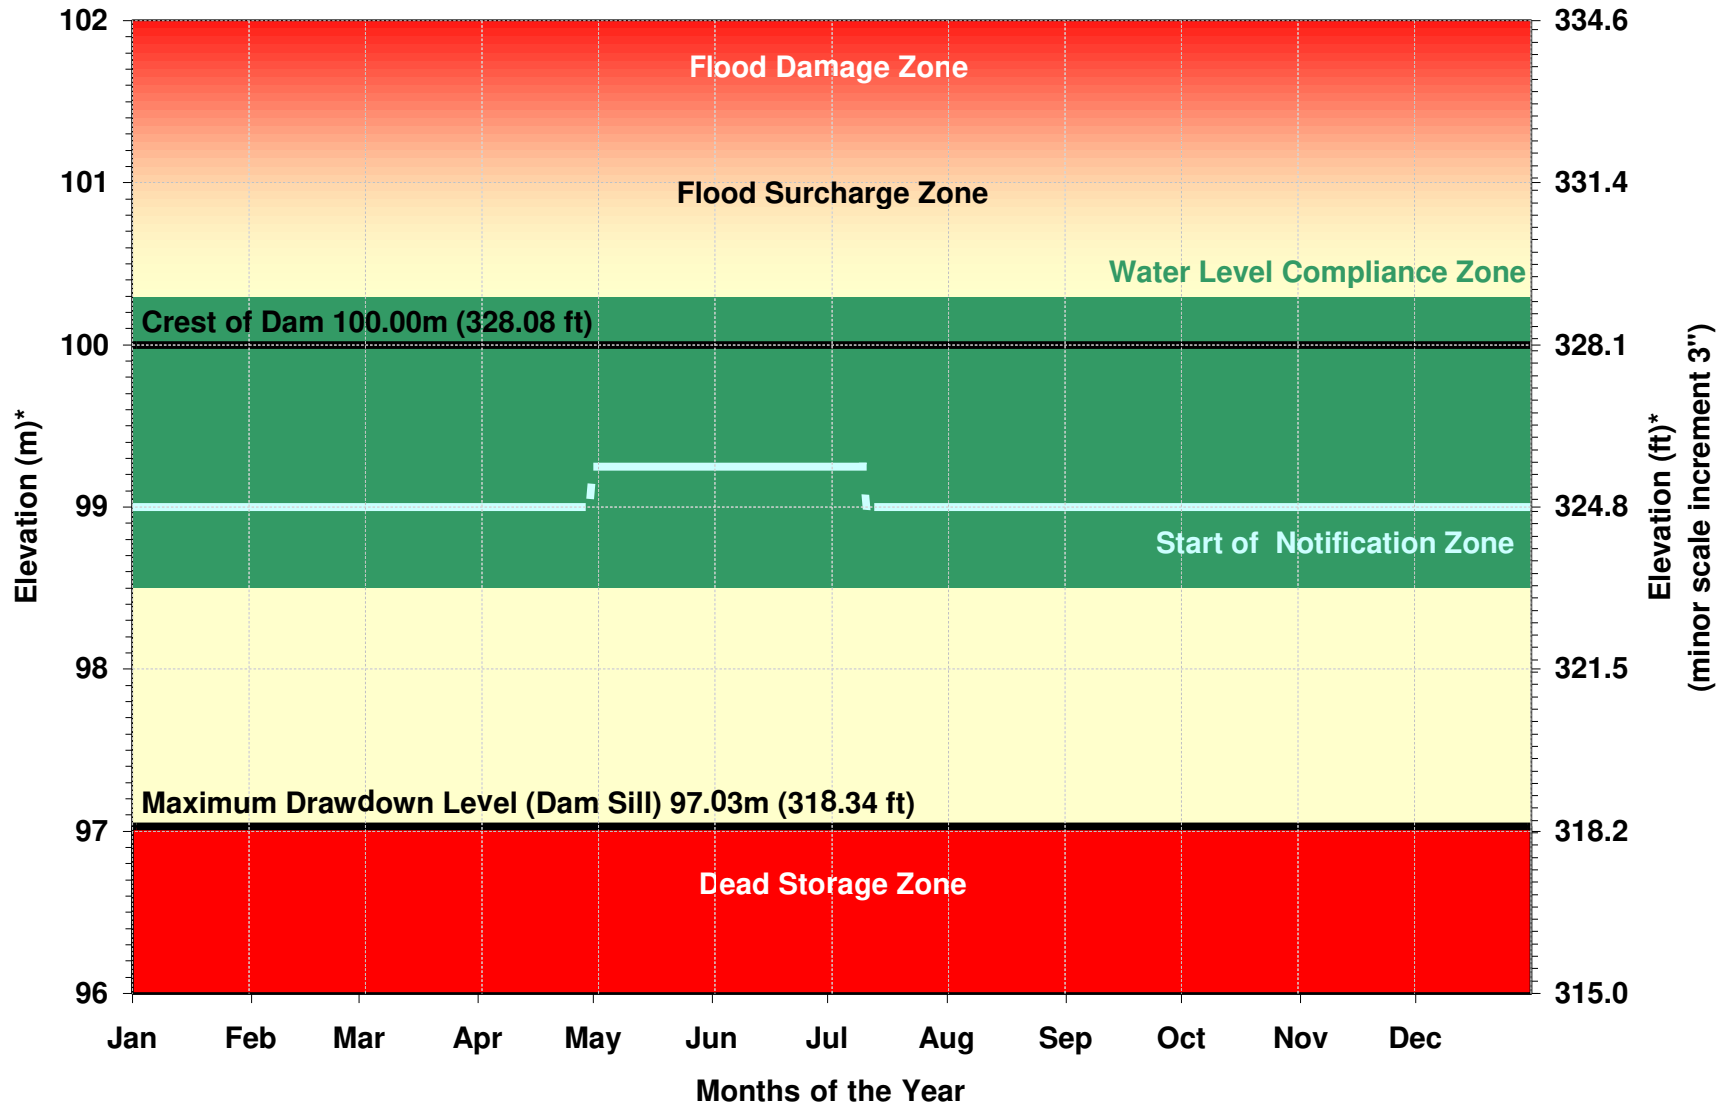 102
334.6
Flood Damage Zone
101
Flood Surcharge Zone
331.4
Water Level Compliance Zone
Crest of Dam 100.00m (328.08 ft)
100
328.1
99
324.8
Start of  Notification Zone
98
321.5
Maximum Drawdown Level (Dam Sill) 97.03m (318.34 ft)
97
318.2
Dead Storage Zone
96
315.0
Elevation (m)*
Elevation (ft)*
(minor scale increment 3")
Jan Feb Mar Apr May Jun Jul Aug Sep Oct Nov Dec
Months of the Year